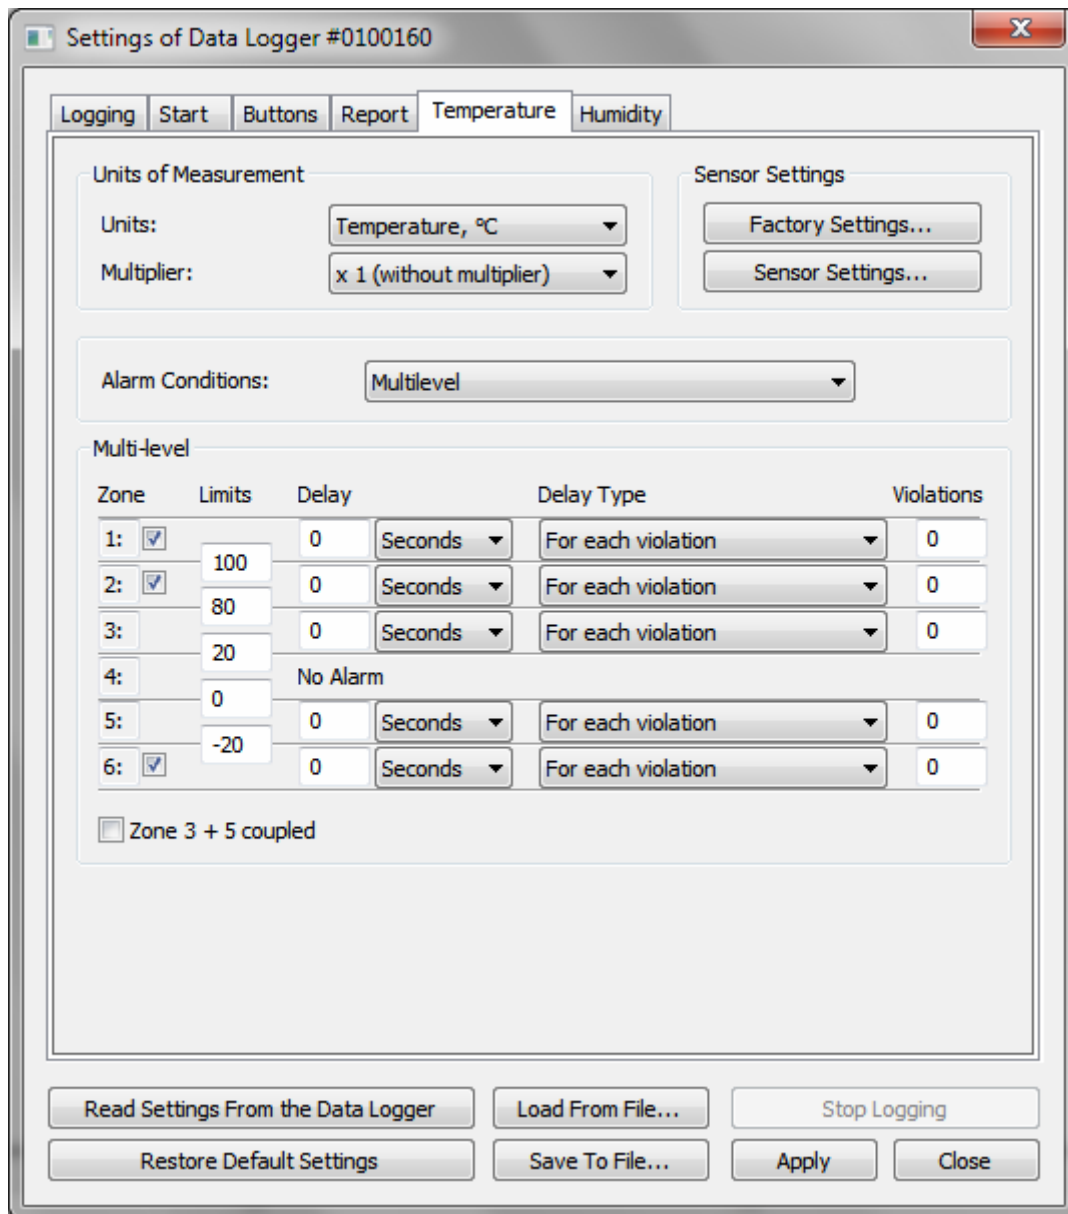 Settings of Data Logger #0100160
X
Logging Start Buttons Report Temperature Humidity
Units of Measurement Sensor Settings
Units: Temperature, ºC Factory Settings...
Multiplier: x 1 (without multiplier) Sensor Settings...
Alarm Conditions: Multilevel
Multi-level
Zone Limits Delay Delay Type Violations
1: 0 Seconds For each violation 0
100
2: 0 Seconds For each violation 0
80
3: 0 Seconds For each violation 0
20
4: No Alarm
0
5: 0 Seconds For each violation 0
-20
6: 0 Seconds For each violation 0
Zone 3 + 5 coupled
Read Settings From the Data Logger Load From File... Stop Logging
Restore Default Settings Save To File... Apply Close